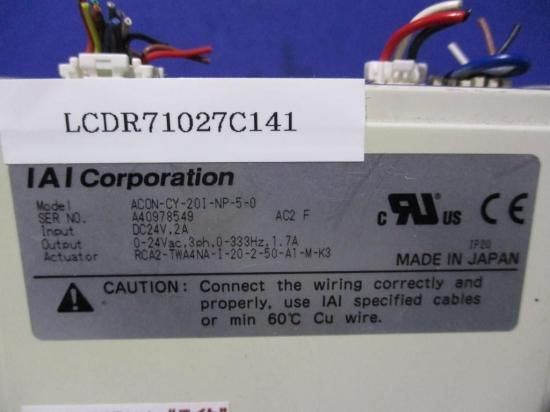 LCDR71027C141
IAI Corporation
Model ACON-CY-20I-NP-5-0
SER NO. A40978549 AC2 F
Input DC24V,2A
Output 0-24Vac,3ph,0-333Hz,1.7A
Actuator RCA2-TWA4NA-I-20-2-50-A1-M-K3
c RU US
IP20
MADE IN JAPAN
CAUTION: Connect the wiring correctly and
properly, use IAI specified cables
or min 60℃ Cu wire.